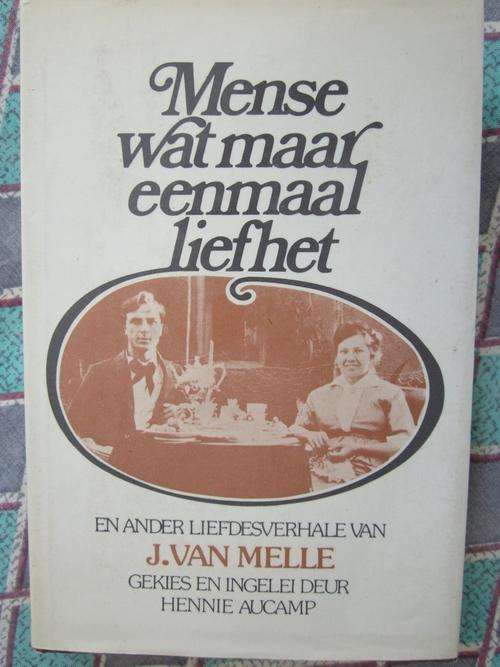 Mense
wat maar
eenmaal
liefhet
EN ANDER LIEFDESVERHALE VAN
J. VAN MELLE
GEKIES EN INGELEI DEUR
HENNIE AUCAMP